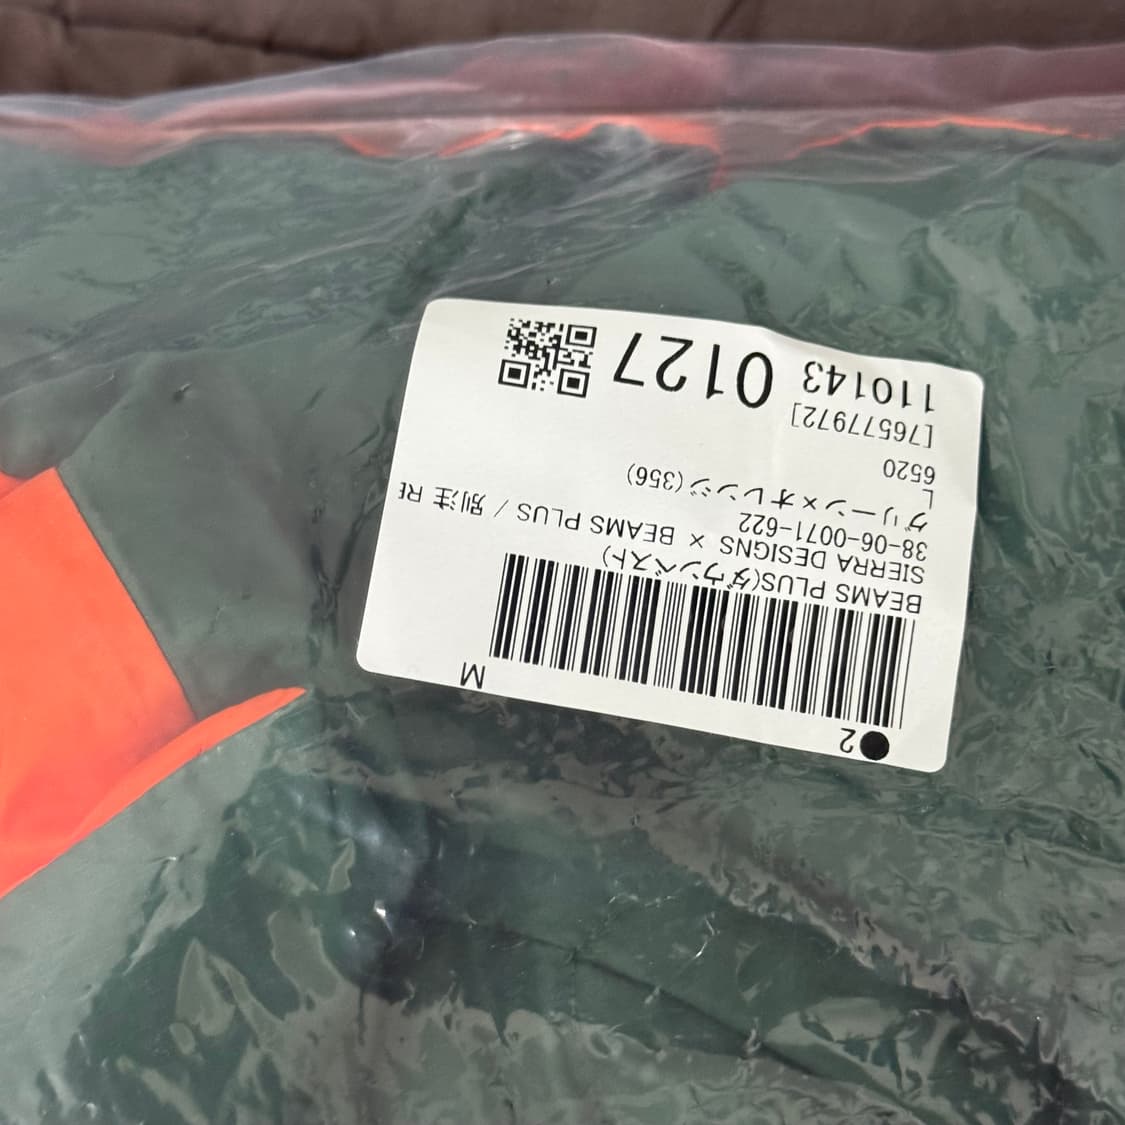 ● 2
M
BEAMS PLUS(ダウンベスト)
SIERRA DESIGNS × BEAMS PLUS / 別注 RE
38-06-0071-622
グリーン×オレンジ(356)
L
6520
[76577972]
110143 0127